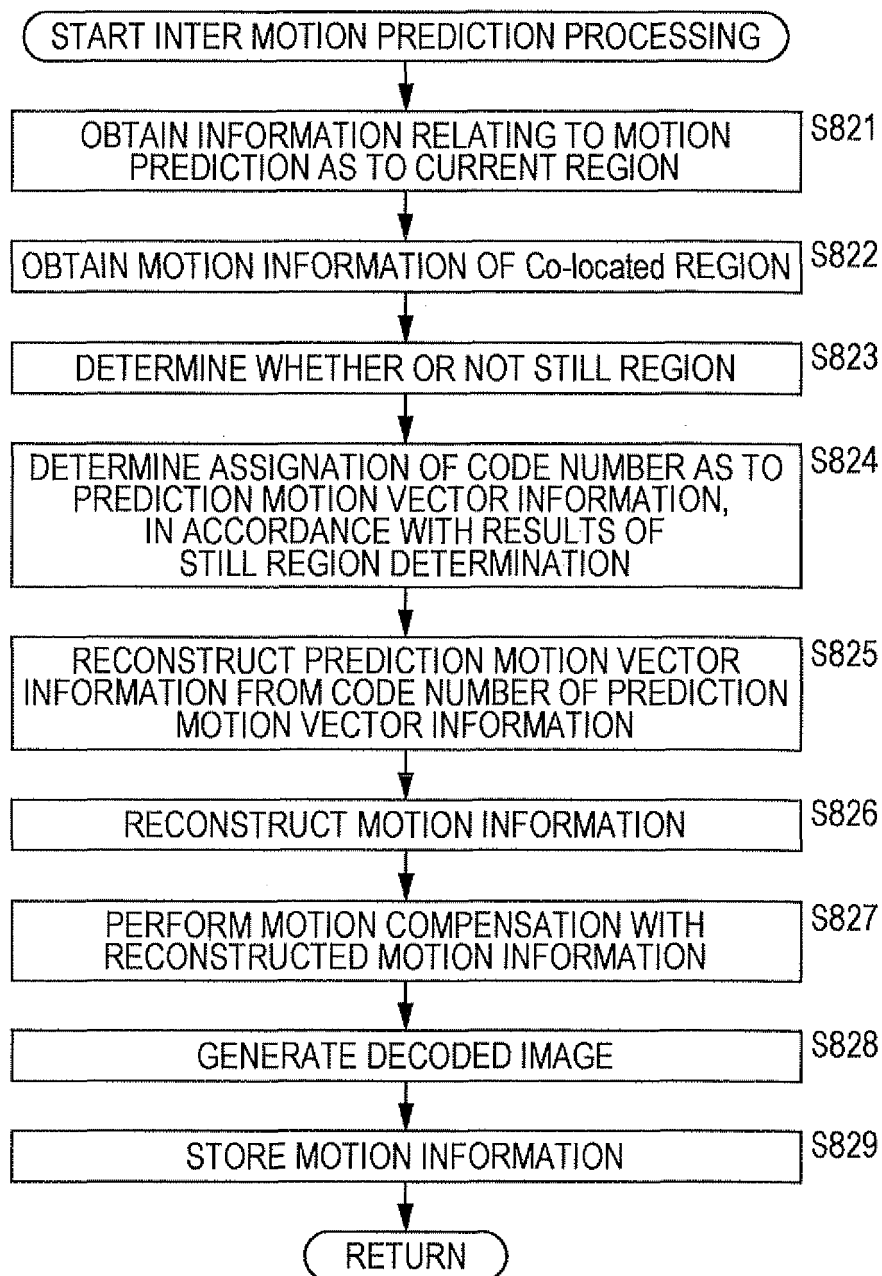 START INTER MOTION PREDICTION PROCESSING
S821
OBTAIN INFORMATION RELATING TO MOTION
PREDICTION AS TO CURRENT REGION
S822
OBTAIN MOTION INFORMATION OF Co-located REGION
S823
DETERMINE WHETHER OR NOT STILL REGION
S824
DETERMINE ASSIGNATION OF CODE NUMBER AS TO
PREDICTION MOTION VECTOR INFORMATION,
IN ACCORDANCE WITH RESULTS OF
STILL REGION DETERMINATION
S825
RECONSTRUCT PREDICTION MOTION VECTOR
INFORMATION FROM CODE NUMBER OF PREDICTION
MOTION VECTOR INFORMATION
S826
RECONSTRUCT MOTION INFORMATION
S827
PERFORM MOTION COMPENSATION WITH
RECONSTRUCTED MOTION INFORMATION
S828
GENERATE DECODED IMAGE
S829
STORE MOTION INFORMATION
RETURN